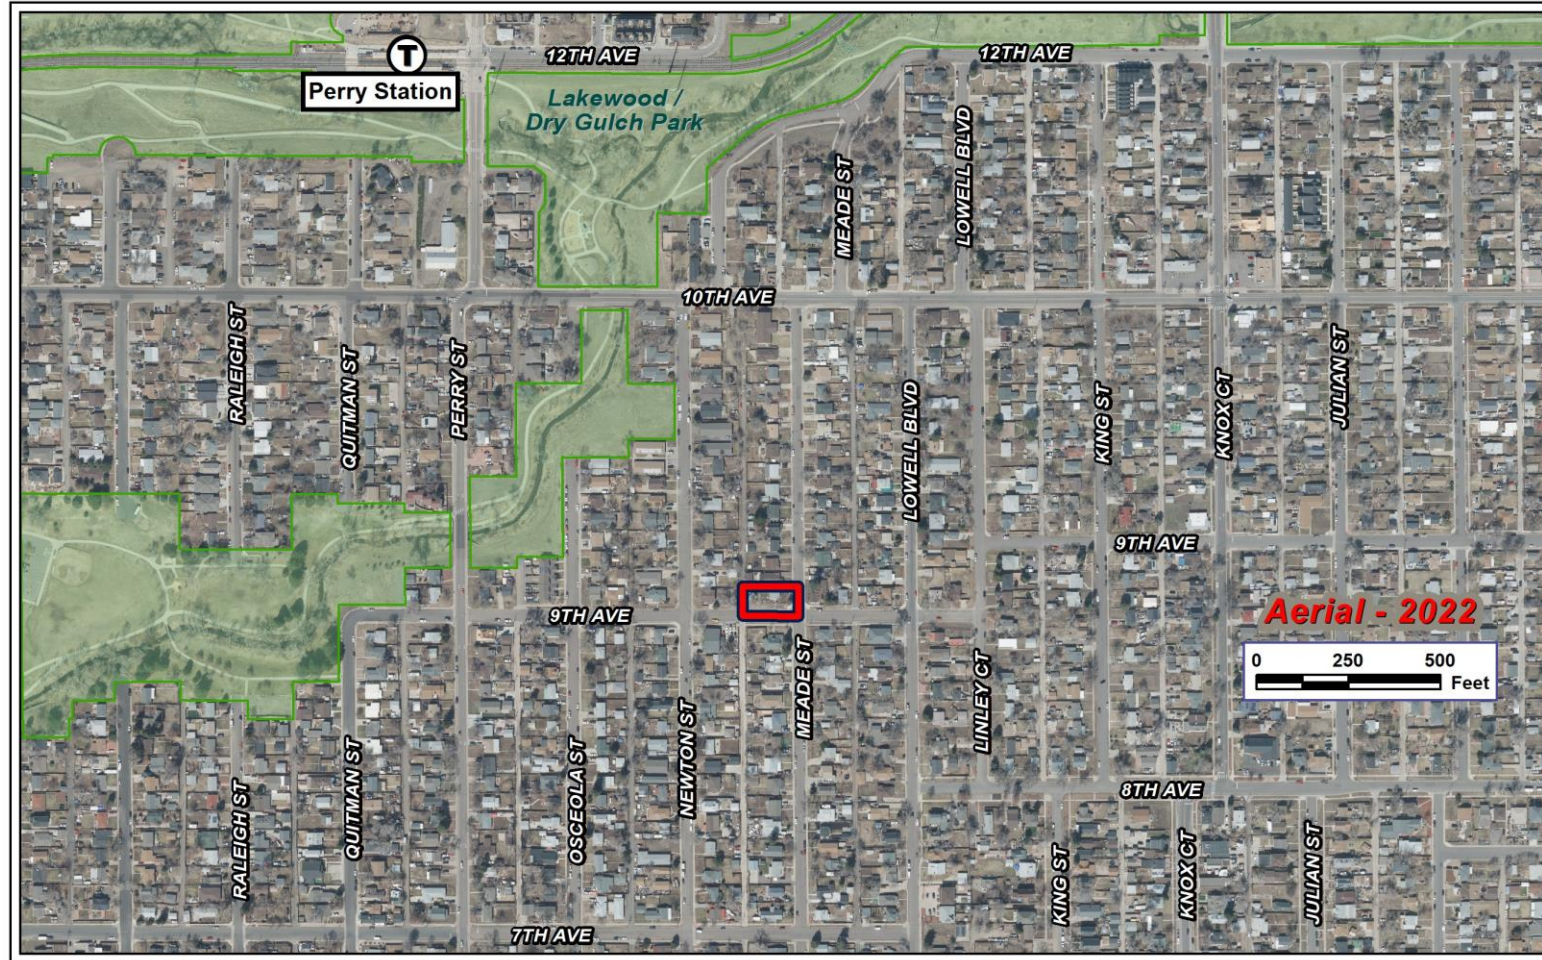 12TH AVE
12TH AVE
T
Perry Station
Lakewood /
Dry Gulch Park
MEADE ST
LOWELL BLVD
10TH AVE
RALEIGH ST
QUITMAN ST
PERRY ST
LOWELL BLVD
KING ST
KNOX CT
JULIAN ST
9TH AVE
9TH AVE
Aerial - 2022
0 250 500
Feet
MEADE ST
LINLEY CT
NEWTON ST
OSCEOLA ST
QUITMAN ST
RALEIGH ST
8TH AVE
KING ST
KNOX CT
JULIAN ST
7TH AVE